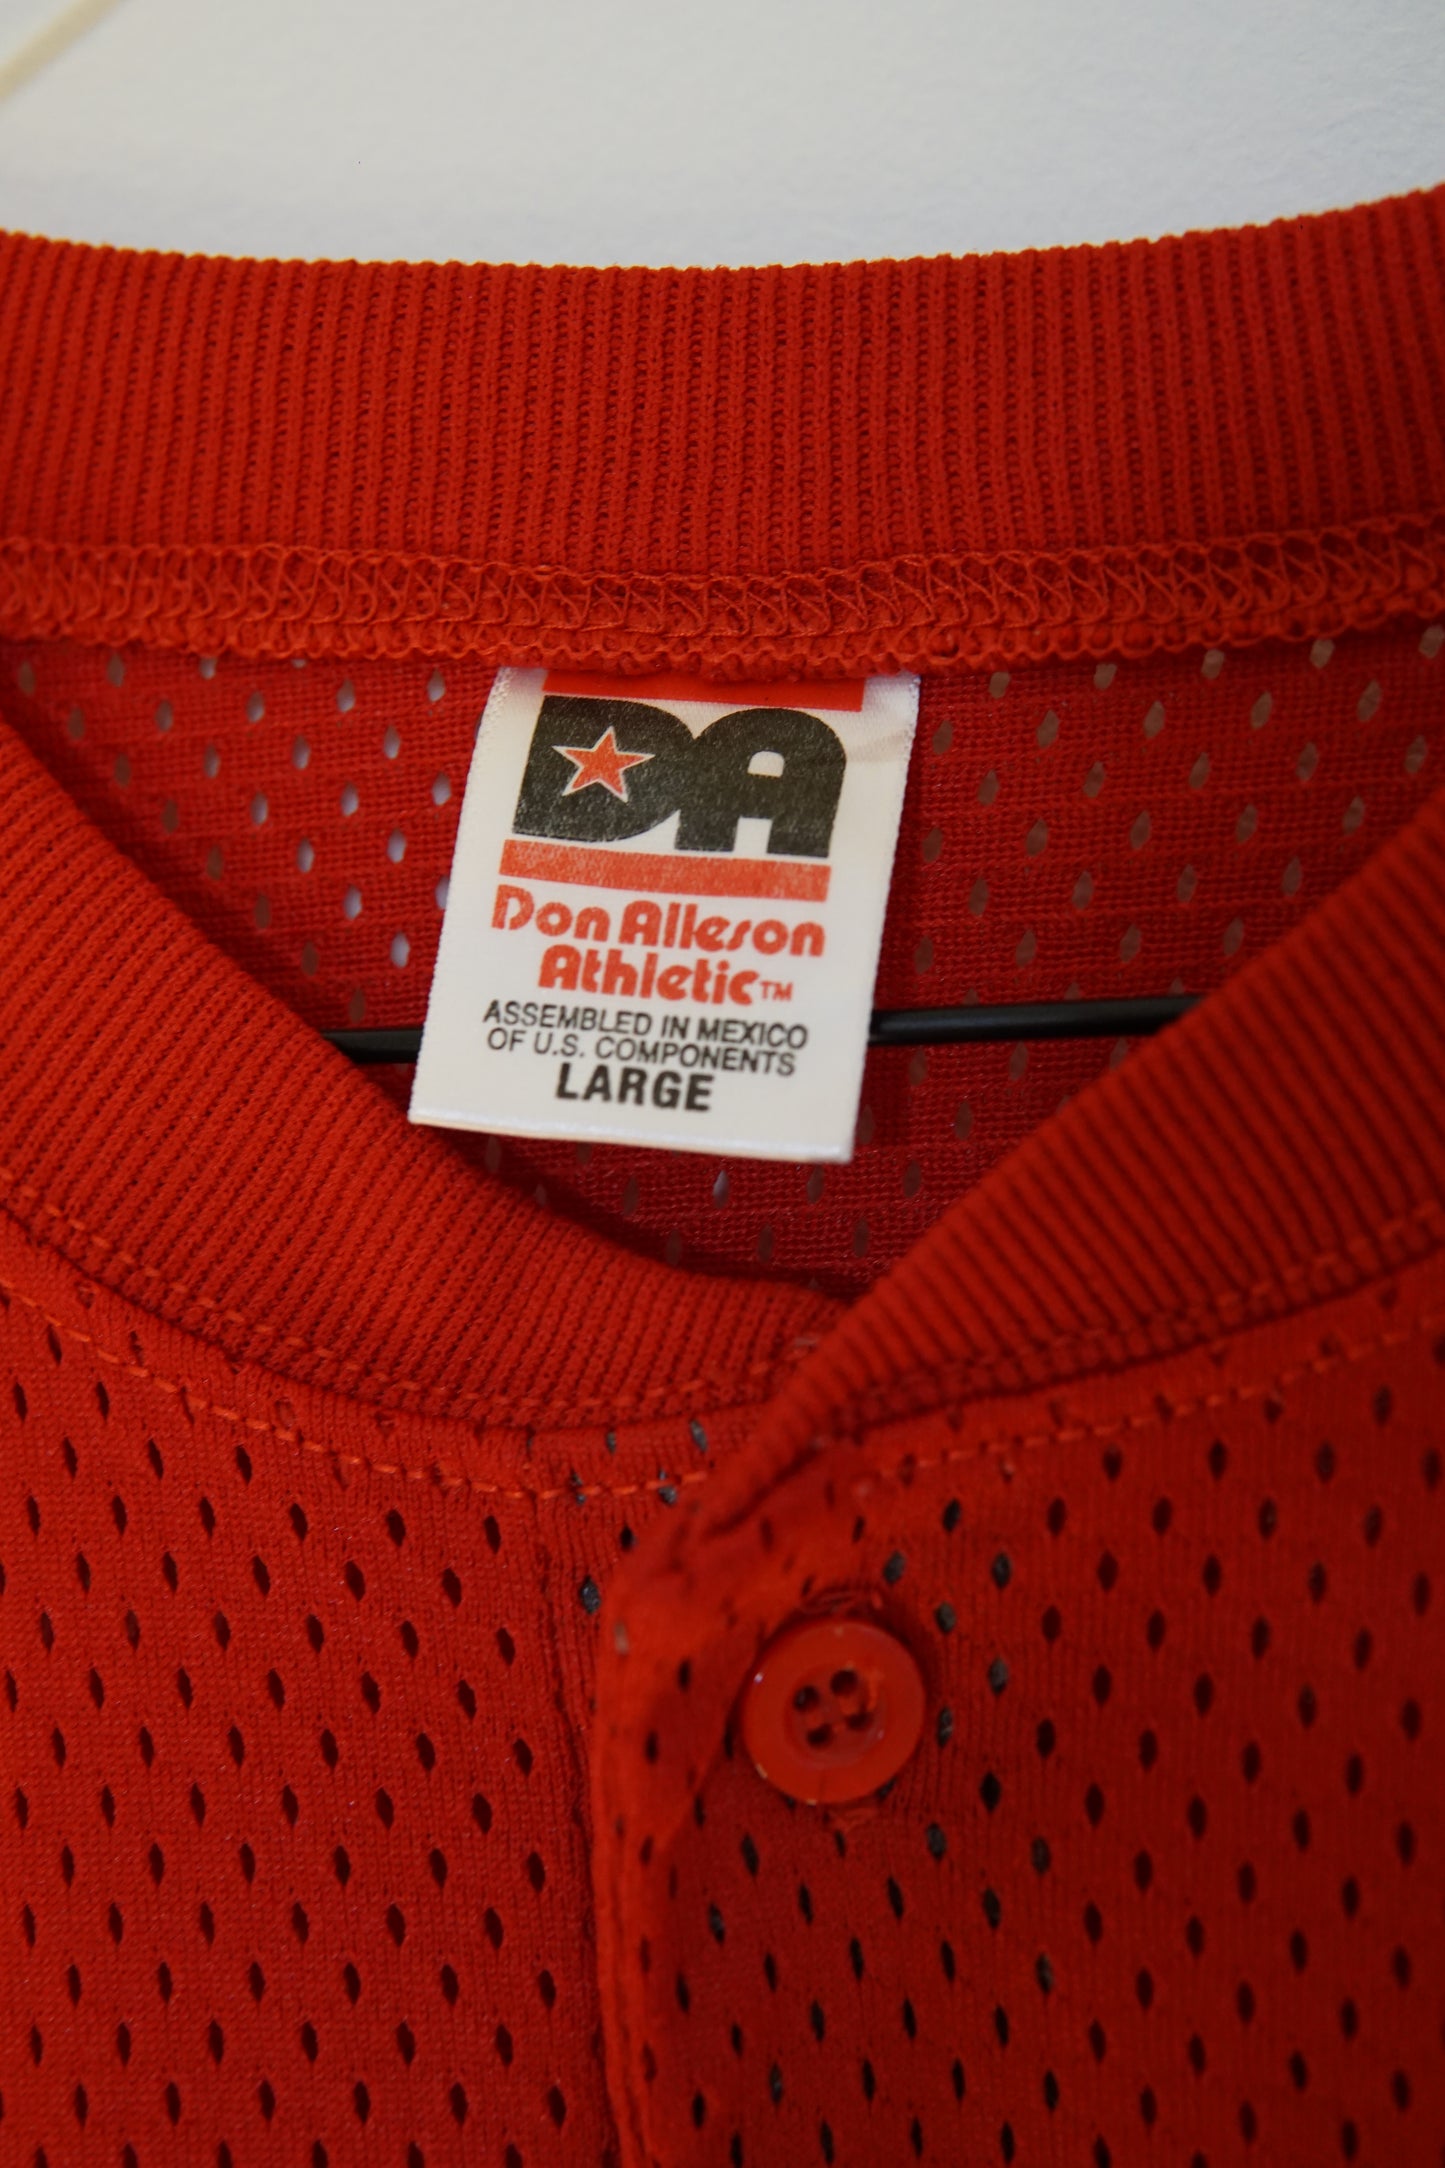 DA
Don Alleson
Athletic™
ASSEMBLED IN MEXICO
OF U.S. COMPONENTS
LARGE